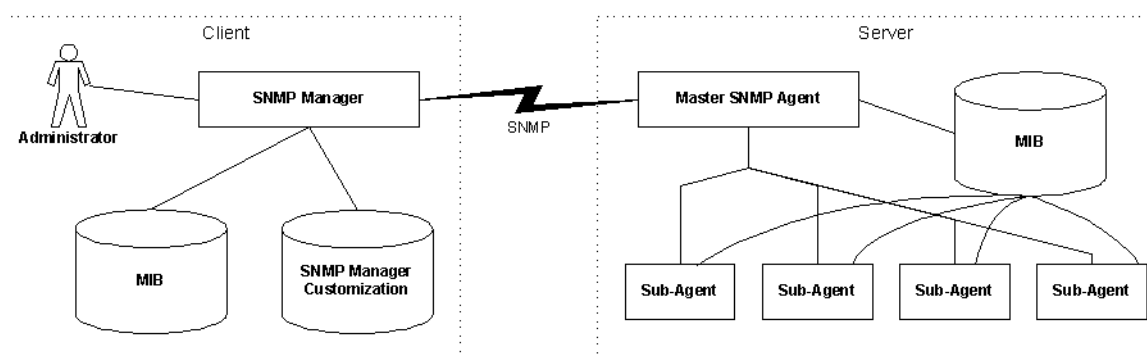 Client
Server
SNMP Manager
Master SNMP Agent
SNMP
Administrator
MIB
MIB
SNMP Manager
Customization
Sub-Agent
Sub-Agent
Sub-Agent
Sub-Agent